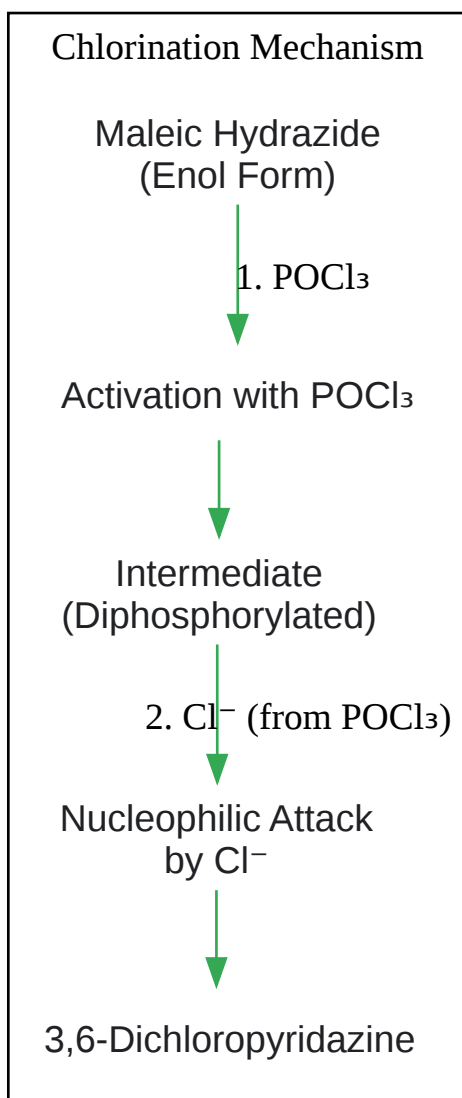 Chlorination Mechanism
Maleic Hydrazide
(Enol Form)
1. POCl₃
Activation with POCl₃
Intermediate
(Diphosphorylated)
2. Cl⁻ (from POCl₃)
Nucleophilic Attack
by Cl⁻
3,6-Dichloropyridazine